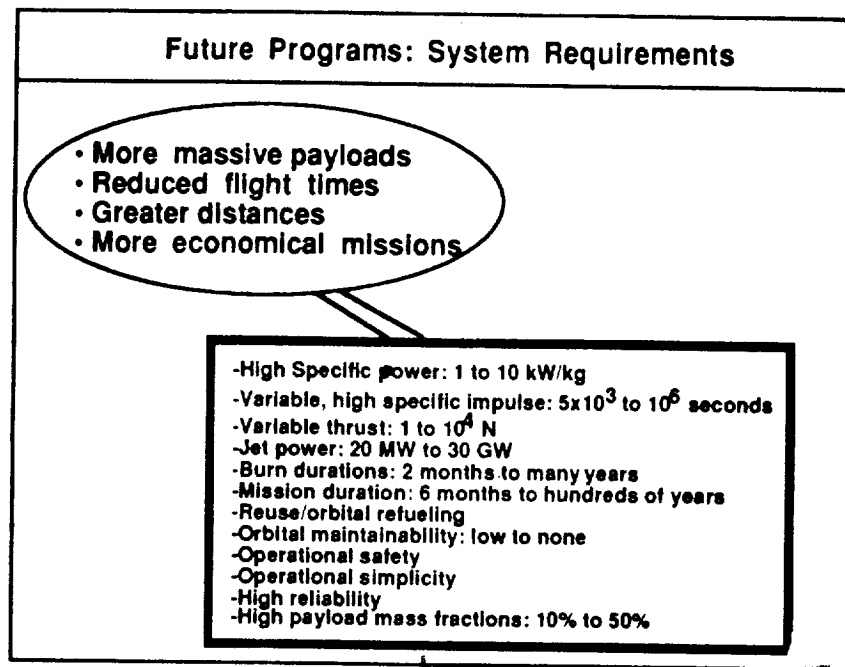 Future Programs: System Requirements
• More massive payloads
• Reduced flight times
• Greater distances
• More economical missions
-High Specific power: 1 to 10 kW/kg
-Variable, high specific impulse: 5x10³ to 10⁶ seconds
-Variable thrust: 1 to 10⁴ N
-Jet power: 20 MW to 30 GW
-Burn durations: 2 months to many years
-Mission duration: 6 months to hundreds of years
-Reuse/orbital refueling
-Orbital maintainability: low to none
-Operational safety
-Operational simplicity
-High reliability
-High payload mass fractions: 10% to 50%